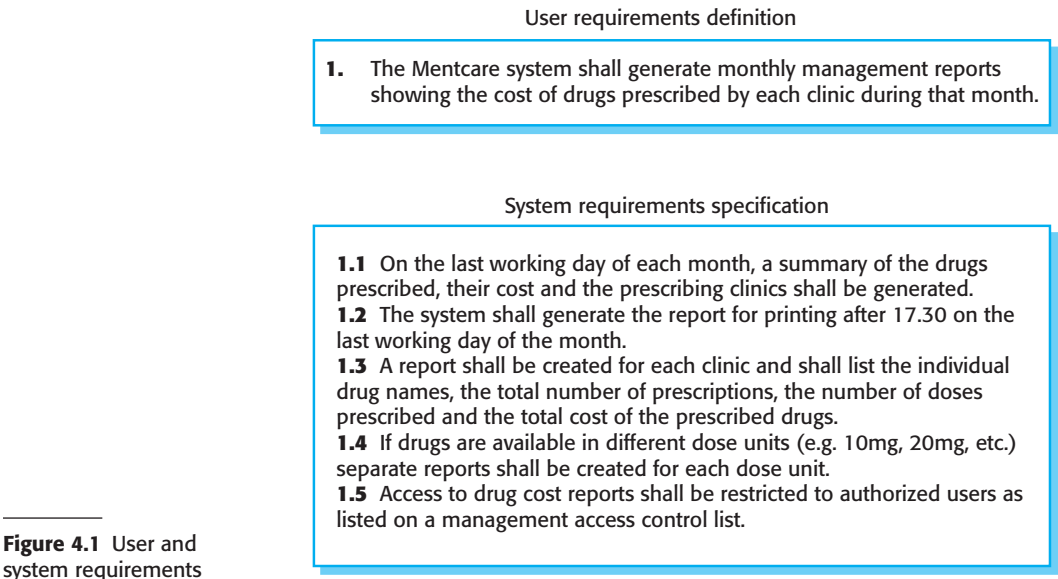 User requirements definition
1. The Mentcare system shall generate monthly management reports
showing the cost of drugs prescribed by each clinic during that month.
System requirements specification
1.1 On the last working day of each month, a summary of the drugs
prescribed, their cost and the prescribing clinics shall be generated.
1.2 The system shall generate the report for printing after 17.30 on the
last working day of the month.
1.3 A report shall be created for each clinic and shall list the individual
drug names, the total number of prescriptions, the number of doses
prescribed and the total cost of the prescribed drugs.
1.4 If drugs are available in different dose units (e.g. 10mg, 20mg, etc.)
separate reports shall be created for each dose unit.
1.5 Access to drug cost reports shall be restricted to authorized users as
listed on a management access control list.
Figure 4.1 User and
system requirements